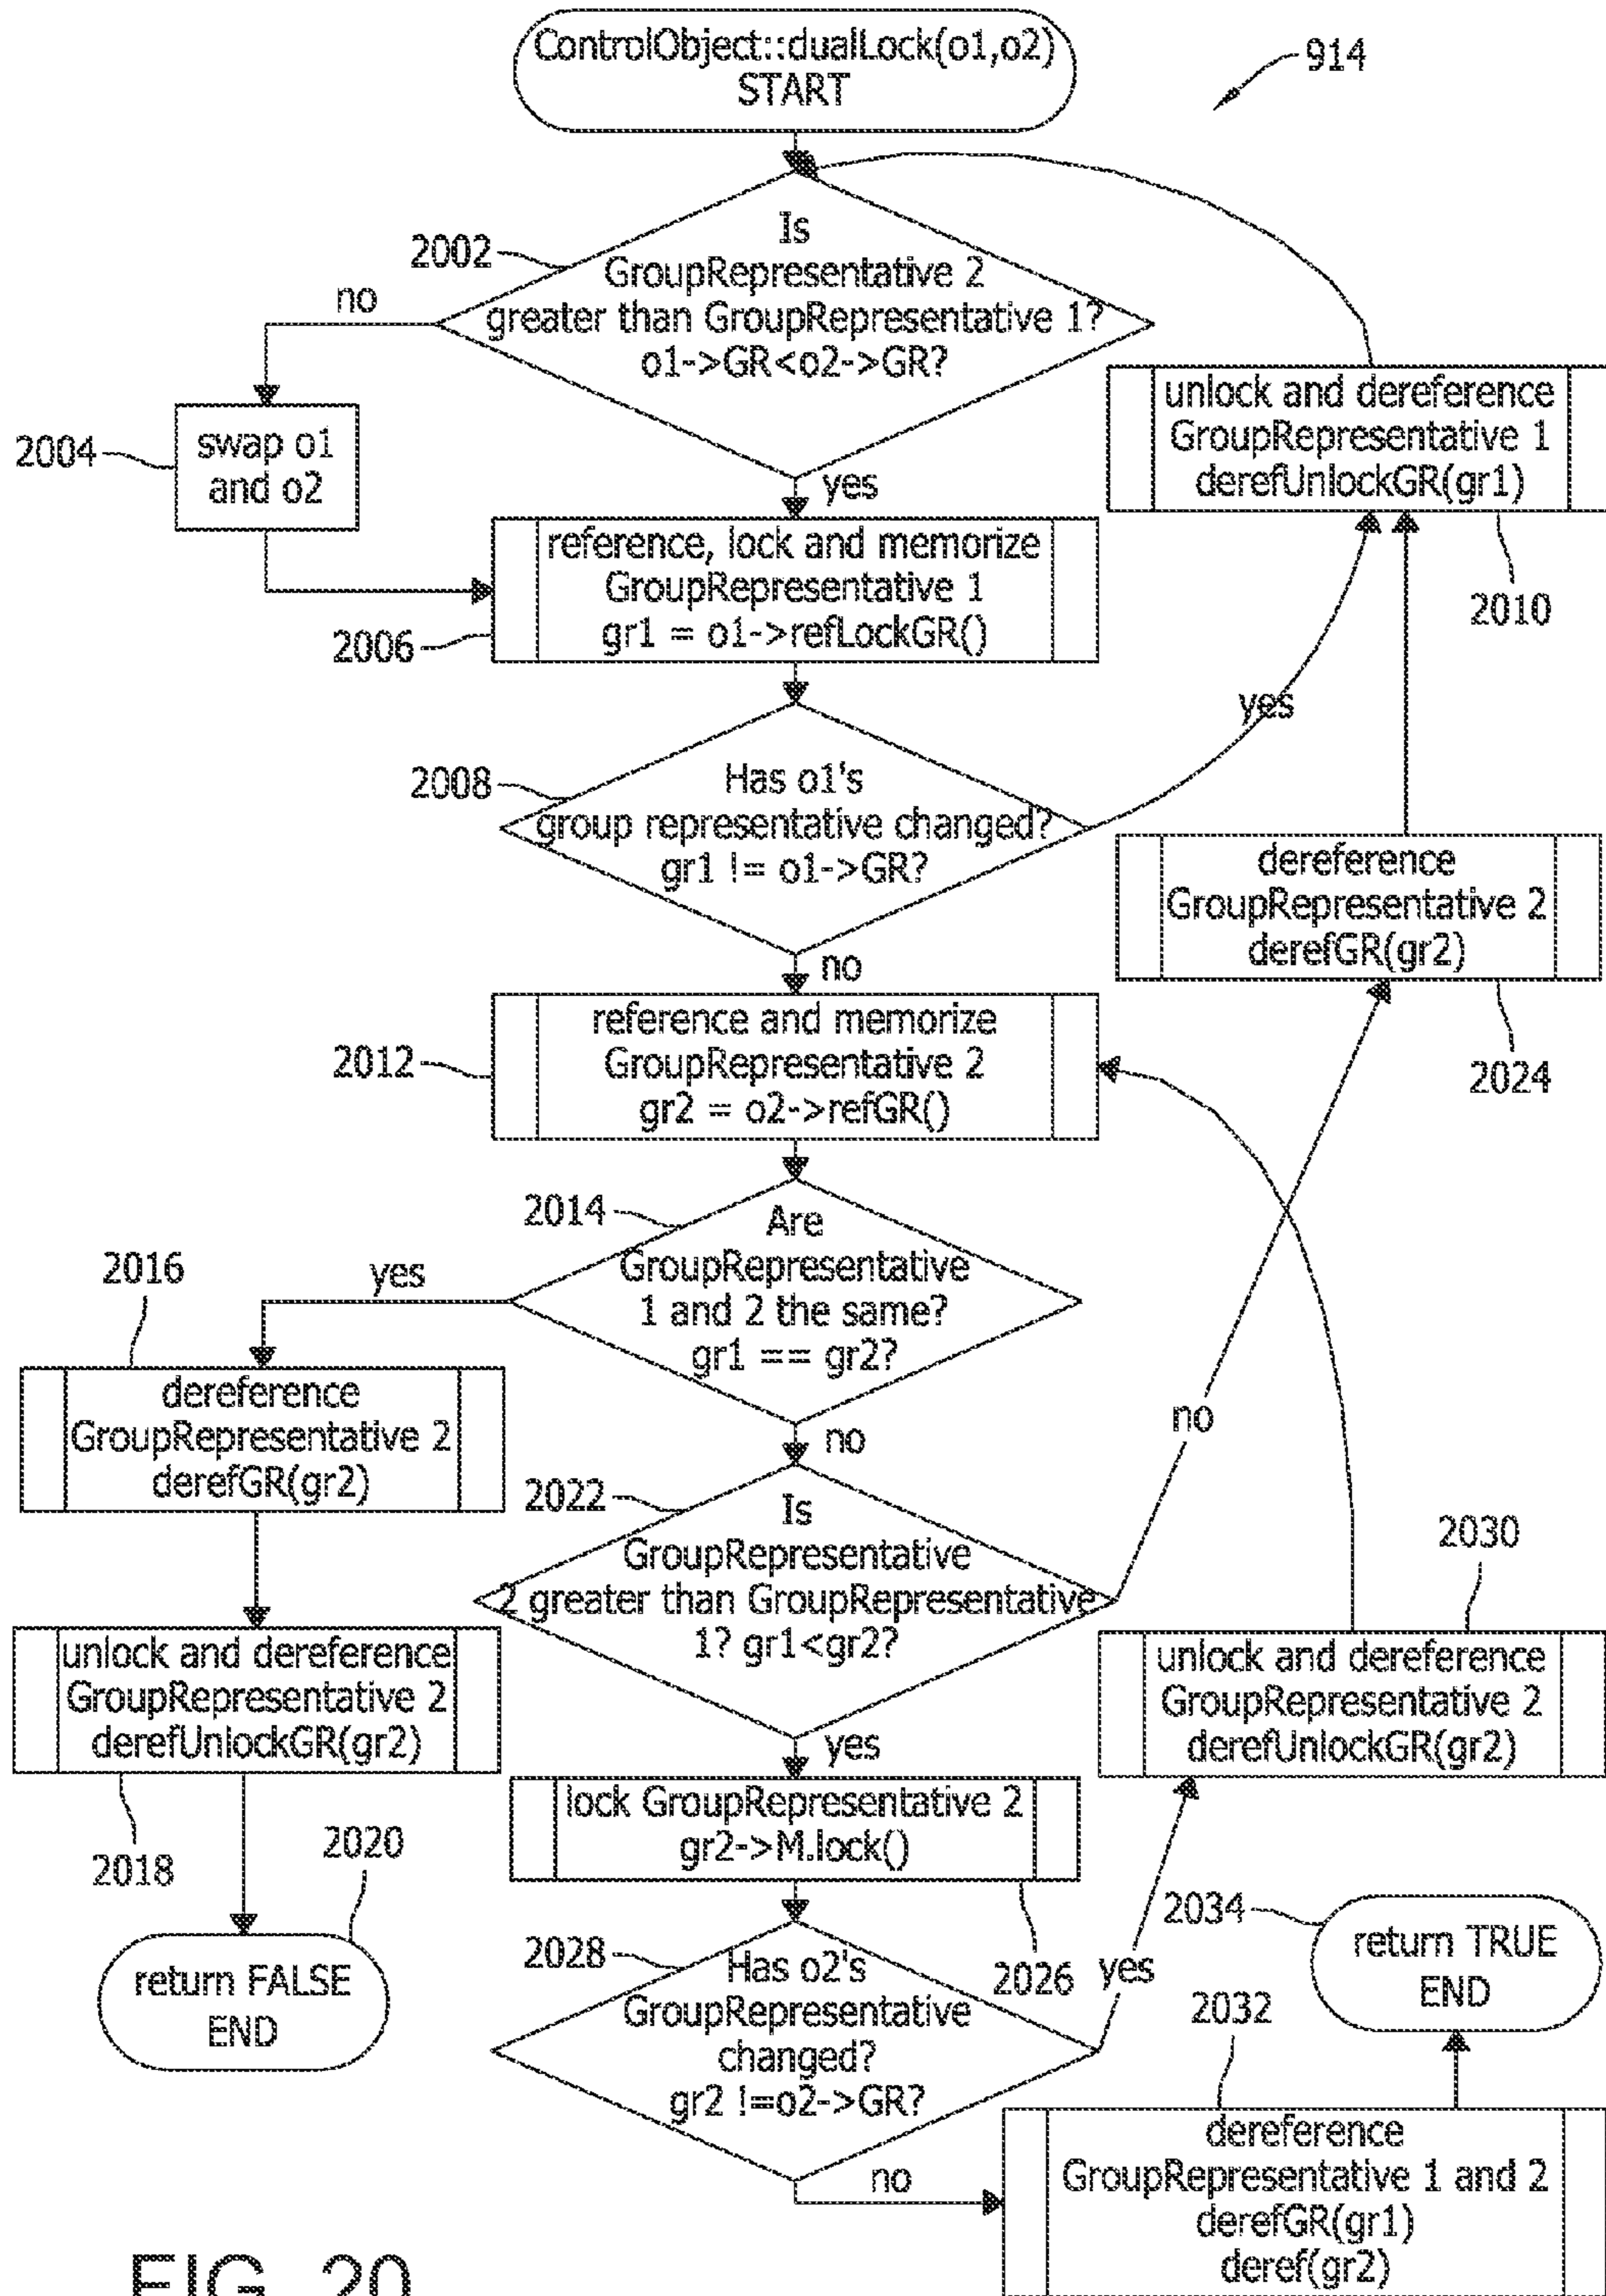 ControlObject::dualLock(o1,o2)
START
914
2002
Is
GroupRepresentative 2
greater than GroupRepresentative 1?
o1->GR<o2->GR?
no
yes
2004
swap o1
and o2
unlock and dereference
GroupRepresentative 1
derefUnlockGR(gr1)
2010
reference, lock and memorize
GroupRepresentative 1
gr1 = o1->refLockGR()
2006
2008
Has o1's
group representative changed?
gr1 != o1->GR?
yes
no
dereference
GroupRepresentative 2
derefGR(gr2)
2024
2012
reference and memorize
GroupRepresentative 2
gr2 = o2->refGR()
2014
Are
GroupRepresentative
1 and 2 the same?
gr1 == gr2?
yes
no
2016
dereference
GroupRepresentative 2
derefGR(gr2)
2022
Is
GroupRepresentative
2 greater than GroupRepresentative
1? gr1<gr2?
no
yes
unlock and dereference
GroupRepresentative 2
derefUnlockGR(gr2)
2018
2020
return FALSE
END
2030
unlock and dereference
GroupRepresentative 2
derefUnlockGR(gr2)
lock GroupRepresentative 2
gr2->M.lock()
2026
2028
Has o2's
GroupRepresentative
changed?
gr2 !=o2->GR?
yes
no
2034
return TRUE
END
2032
dereference
GroupRepresentative 1 and 2
derefGR(gr1)
deref(gr2)
FIG. 20